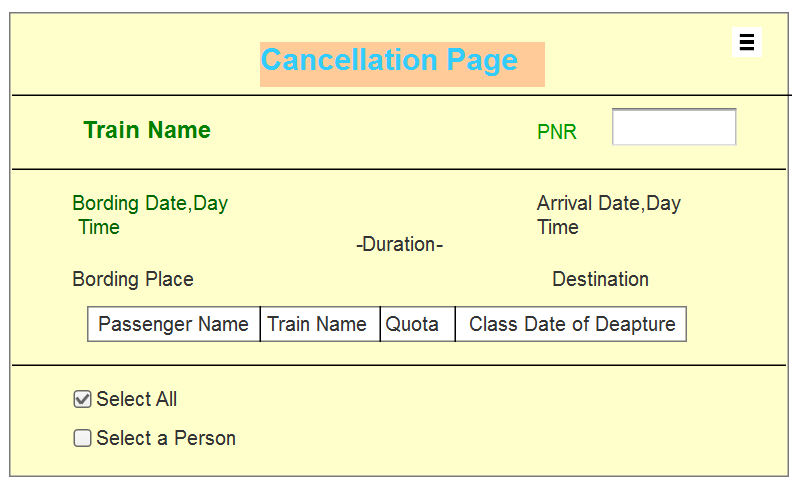 Cancellation Page
Train Name PNR
Bording Date,Day Arrival Date,Day
Time Time
-Duration-
Bording Place Destination
Passenger Name Train Name Quota Class Date of Deapture
Select All
Select a Person